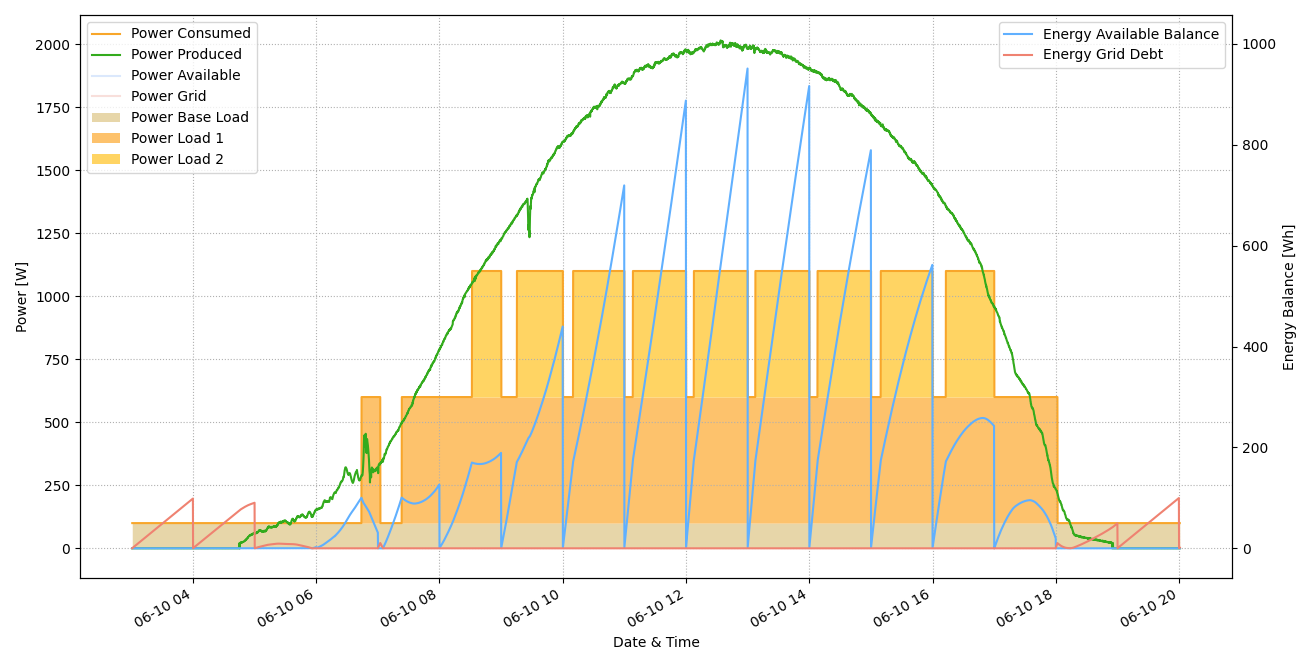 Power Consumed
Power Produced
Power Available
Power Grid
Power Base Load
Power Load 1
Power Load 2
Energy Available Balance
Energy Grid Debt
Power [W]
2000
1750
1500
1250
1000
750
500
250
0
Energy Balance [Wh]
1000
800
600
400
200
0
06-10 04
06-10 06
06-10 08
06-10 10
06-10 12
06-10 14
06-10 16
06-10 18
06-10 20
Date & Time